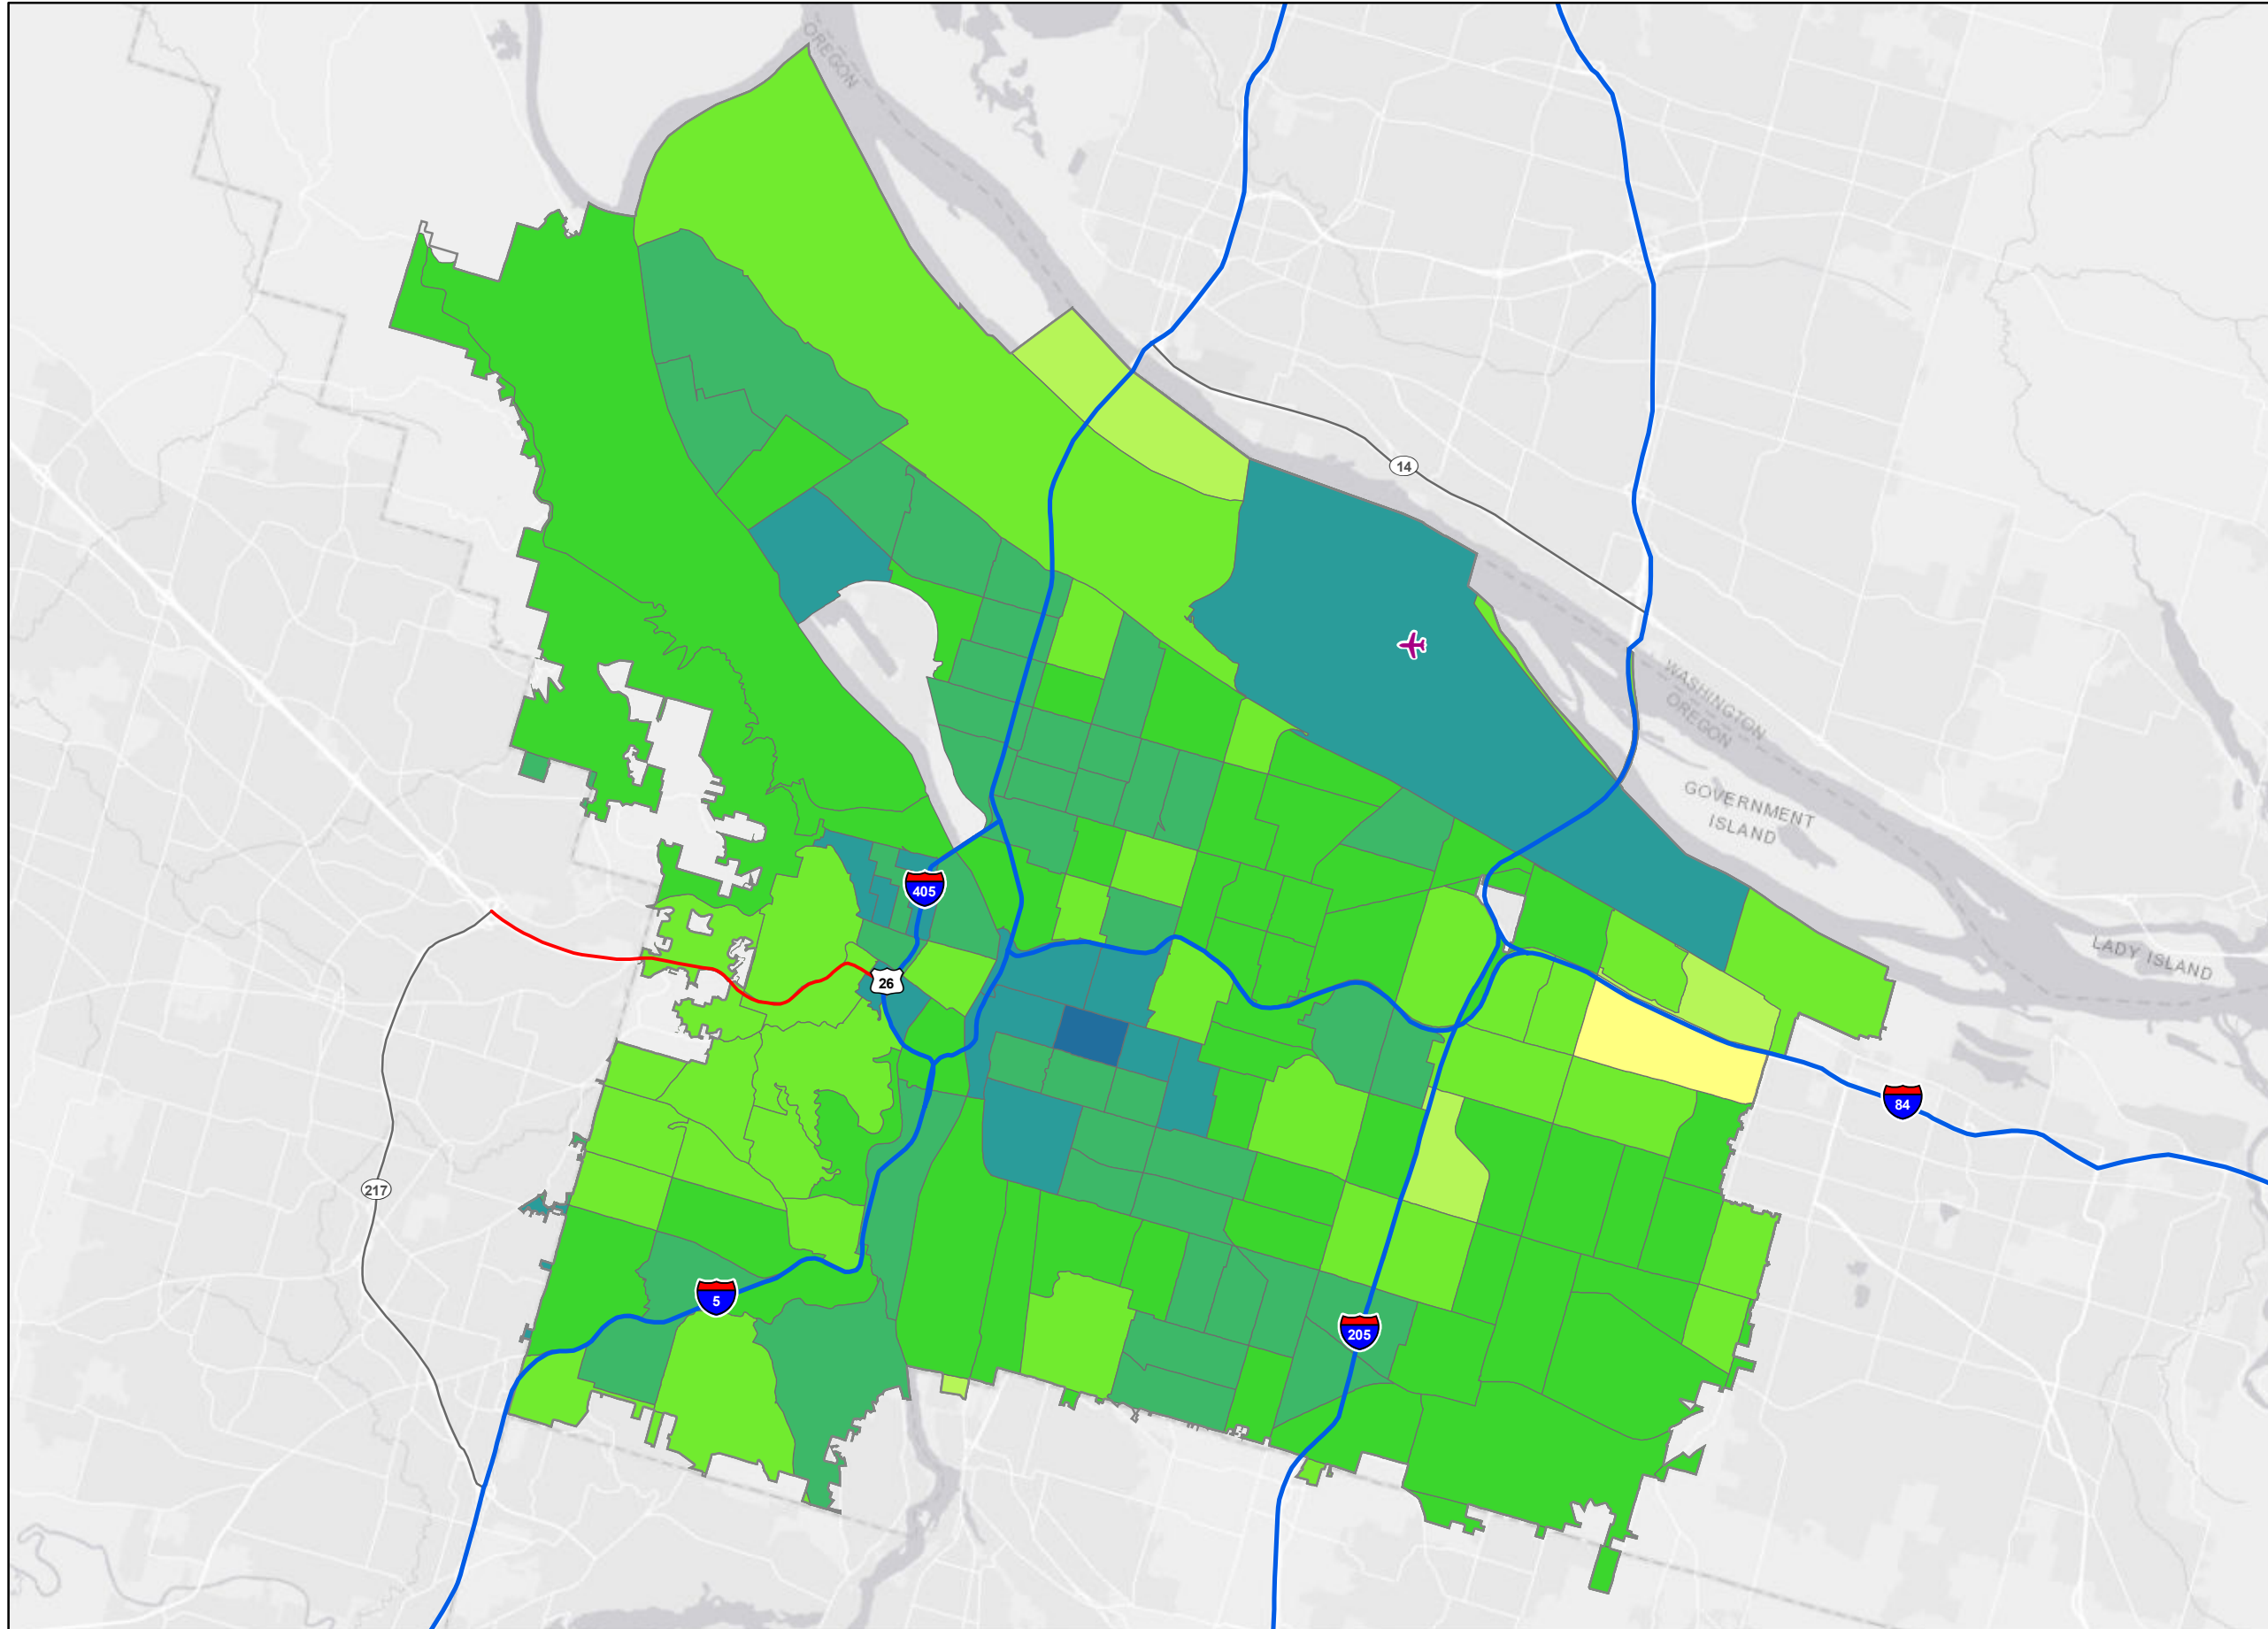 OREGON
14
WASHINGTON
OREGON
GOVERNMENT
ISLAND
405
LADY ISLAND
26
84
217
5
205